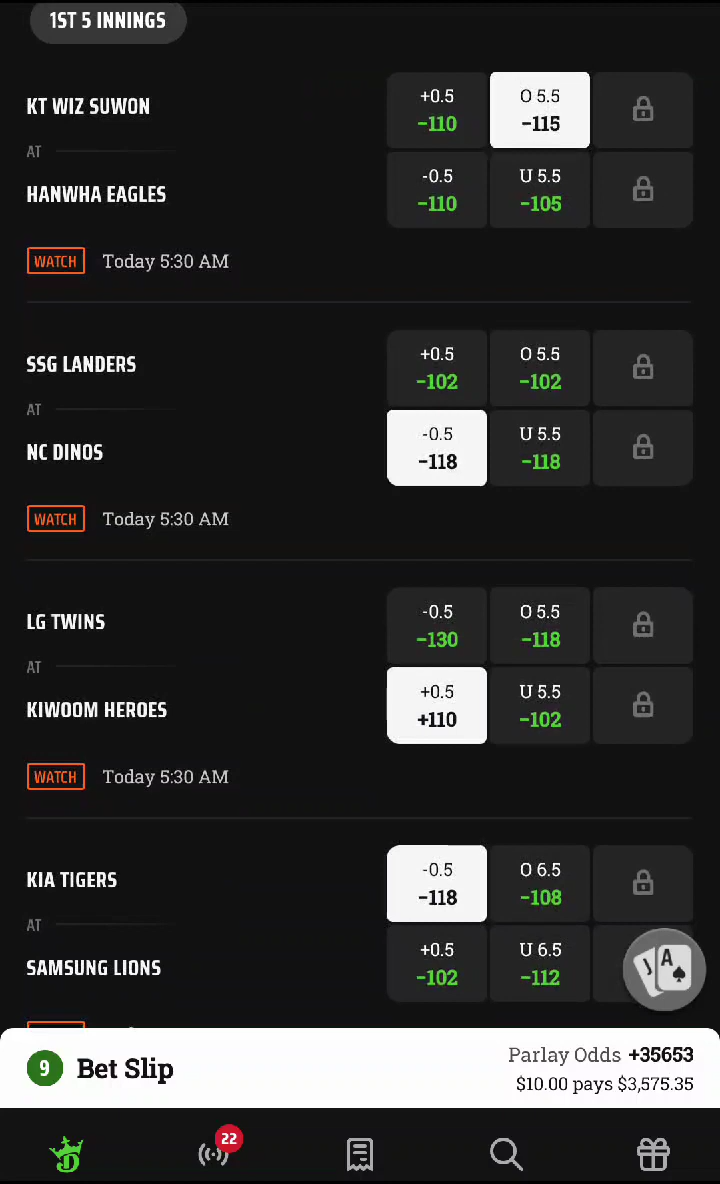 1ST 5 INNINGS
KT WIZ SUWON
+0.5 O 5.5
−110 −115
AT
HANWHA EAGLES
-0.5 U 5.5
−110 −105
WATCH Today 5:30 AM
SSG LANDERS
+0.5 O 5.5
−102 −102
AT
NC DINOS
-0.5 U 5.5
−118 −118
WATCH Today 5:30 AM
LG TWINS
-0.5 O 5.5
−130 −118
AT
KIWOOM HEROES
+0.5 U 5.5
+110 −102
WATCH Today 5:30 AM
KIA TIGERS
-0.5 O 6.5
−118 −108
AT
SAMSUNG LIONS
+0.5 U 6.5
−102 −112
J A
9 Bet Slip
Parlay Odds +35653
$10.00 pays $3,575.35
22
D